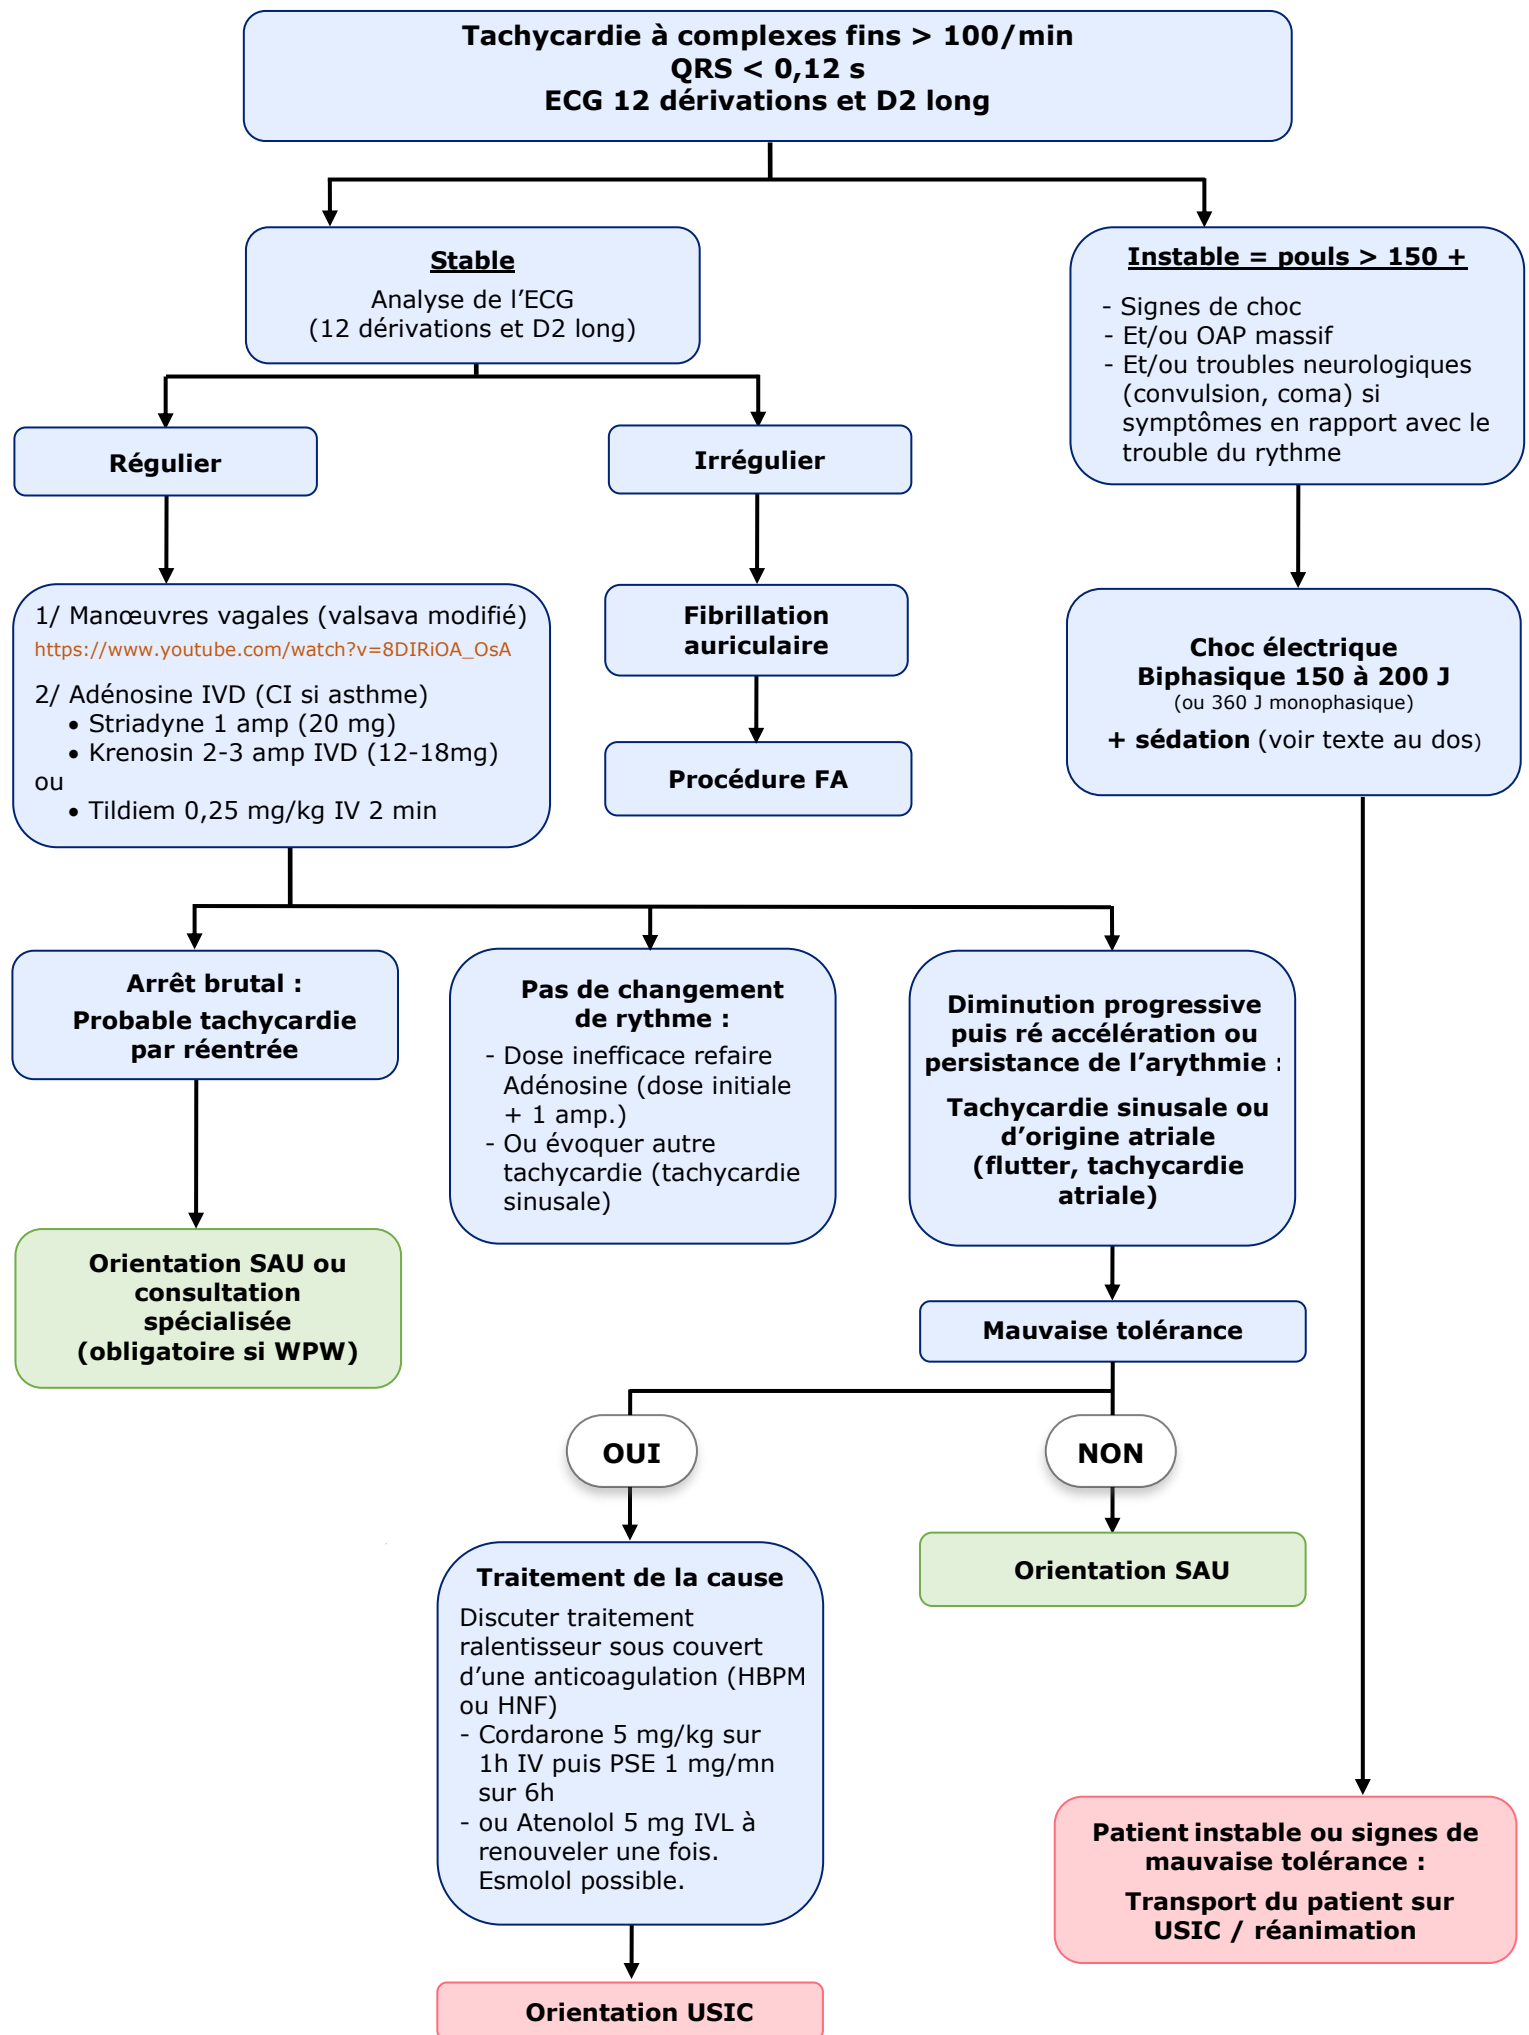 Tachycardie à complexes fins > 100/min
QRS < 0,12 s
ECG 12 dérivations et D2 long
Stable
Analyse de l’ECG
(12 dérivations et D2 long)
Instable = pouls > 150 +
- Signes de choc
- Et/ou OAP massif
- Et/ou troubles neurologiques
(convulsion, coma) si
symptômes en rapport avec le
trouble du rythme
Régulier
Irrégulier
1/ Manœuvres vagales (valsava modifié)
https://www.youtube.com/watch?v=8DIRiOA_OsA
2/ Adénosine IVD (CI si asthme)
• Striadyne 1 amp (20 mg)
• Krenosin 2-3 amp IVD (12-18mg)
ou
• Tildiem 0,25 mg/kg IV 2 min
Fibrillation
auriculaire
Procédure FA
Choc électrique
Biphasique 150 à 200 J
(ou 360 J monophasique)
+ sédation (voir texte au dos)
Arrêt brutal :
Probable tachycardie
par réentrée
Pas de changement
de rythme :
- Dose inefficace refaire
Adénosine (dose initiale
+ 1 amp.)
- Ou évoquer autre
tachycardie (tachycardie
sinusale)
Diminution progressive
puis ré accélération ou
persistance de l’arythmie :
Tachycardie sinusale ou
d’origine atriale
(flutter, tachycardie
atriale)
Orientation SAU ou
consultation
spécialisée
(obligatoire si WPW)
Mauvaise tolérance
OUI
NON
Traitement de la cause
Discuter traitement
ralentisseur sous couvert
d’une anticoagulation (HBPM
ou HNF)
- Cordarone 5 mg/kg sur
1h IV puis PSE 1 mg/mn
sur 6h
- ou Atenolol 5 mg IVL à
renouveler une fois.
Esmolol possible.
Orientation SAU
Patient instable ou signes de
mauvaise tolérance :
Transport du patient sur
USIC / réanimation
Orientation USIC